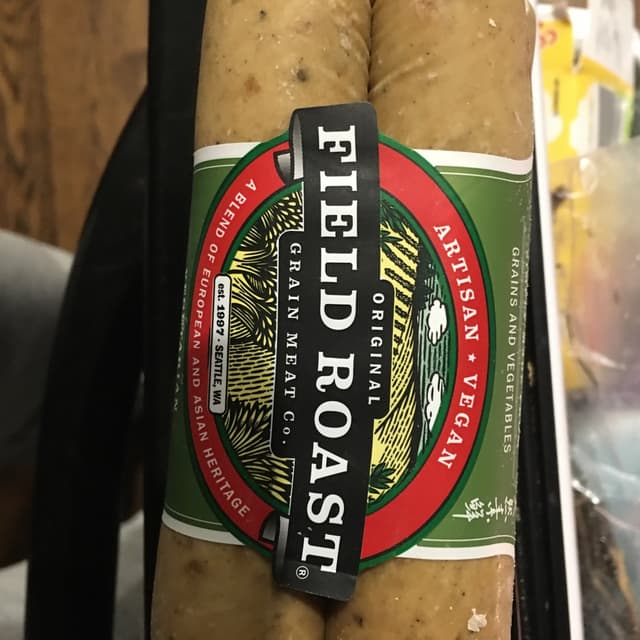 ORIGINAL
FIELD ROAST®
GRAIN MEAT Co.
ARTISAN ★ VEGAN
est. 1997 · SEATTLE, WA
A BLEND OF EUROPEAN AND ASIAN HERITAGE
GRAINS AND VEGETABLES